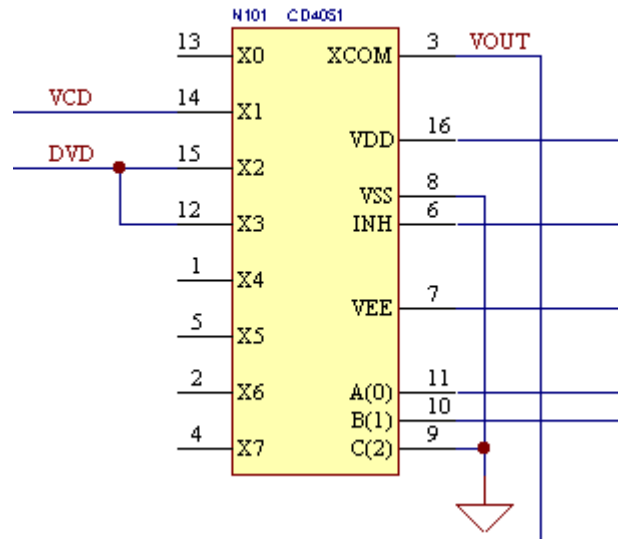 N101 CD4051
13 X0 XCOM 3 VOUT
VCD 14 X1
VDD 16
DVD 15 X2
VSS 8
12 X3 INH 6
1 X4
VEE 7
5 X5
2 X6 A(0) 11
B(1) 10
4 X7 C(2) 9